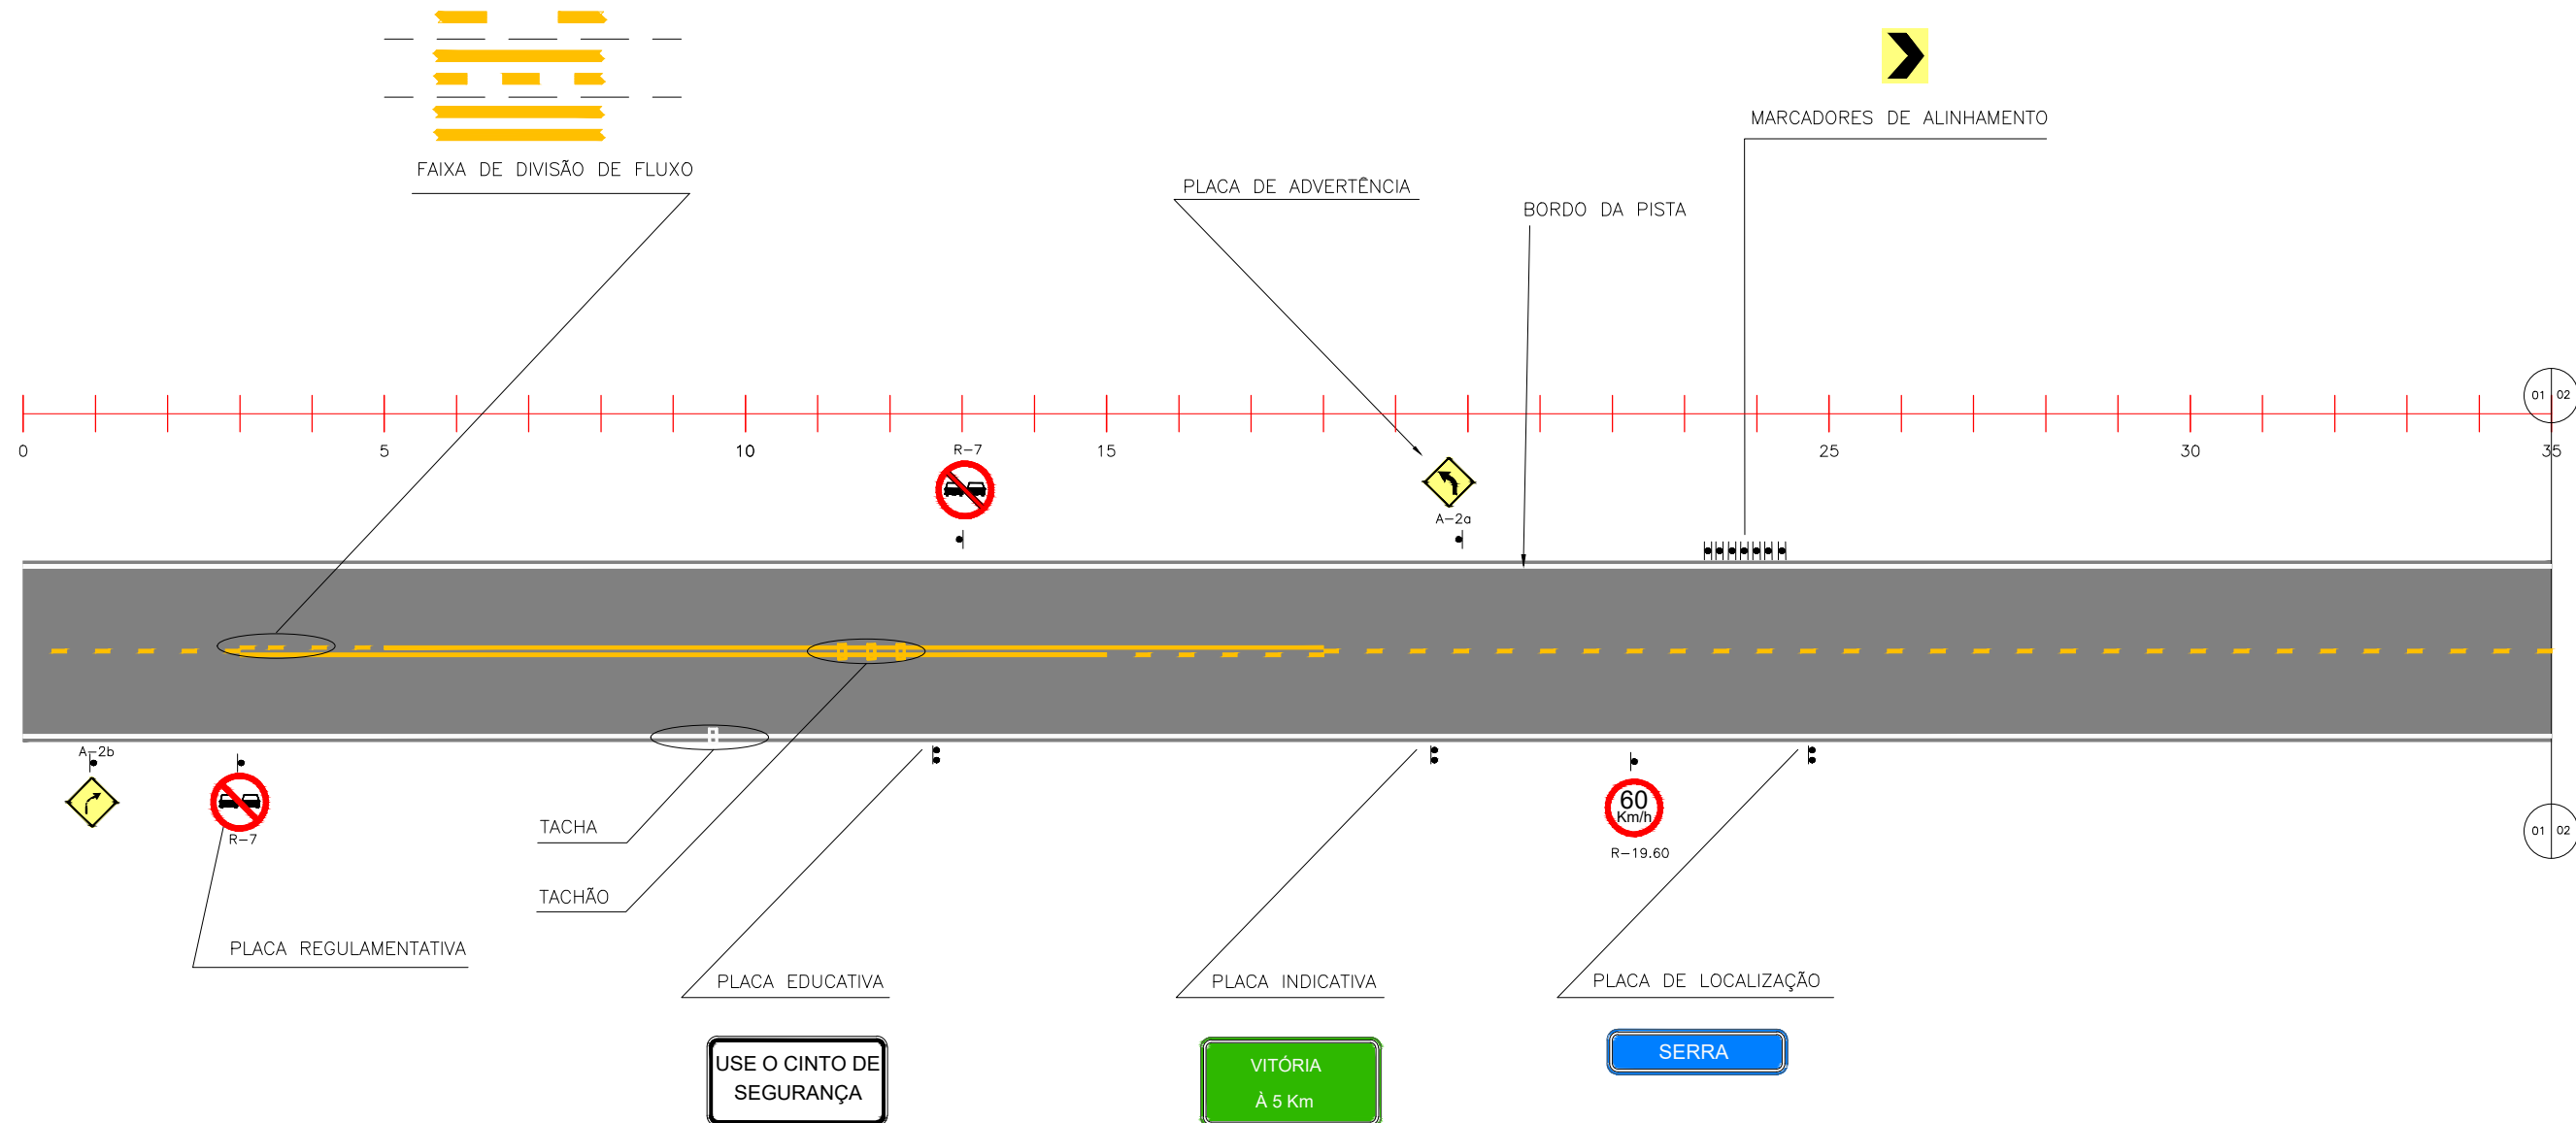 FAIXA DE DIVISÃO DE FLUXO
MARCADORES DE ALINHAMENTO
PLACA DE ADVERTÊNCIA
BORDO DA PISTA
01 02
0 5 10 15 25 30 35
R-7
A-2a
A-2b
R-7
60
Km/h
R-19.60
01 02
TACHA
TACHÃO
PLACA REGULAMENTATIVA
PLACA EDUCATIVA
PLACA INDICATIVA
PLACA DE LOCALIZAÇÃO
USE O CINTO DE
SEGURANÇA
VITÓRIA
À 5 Km
SERRA